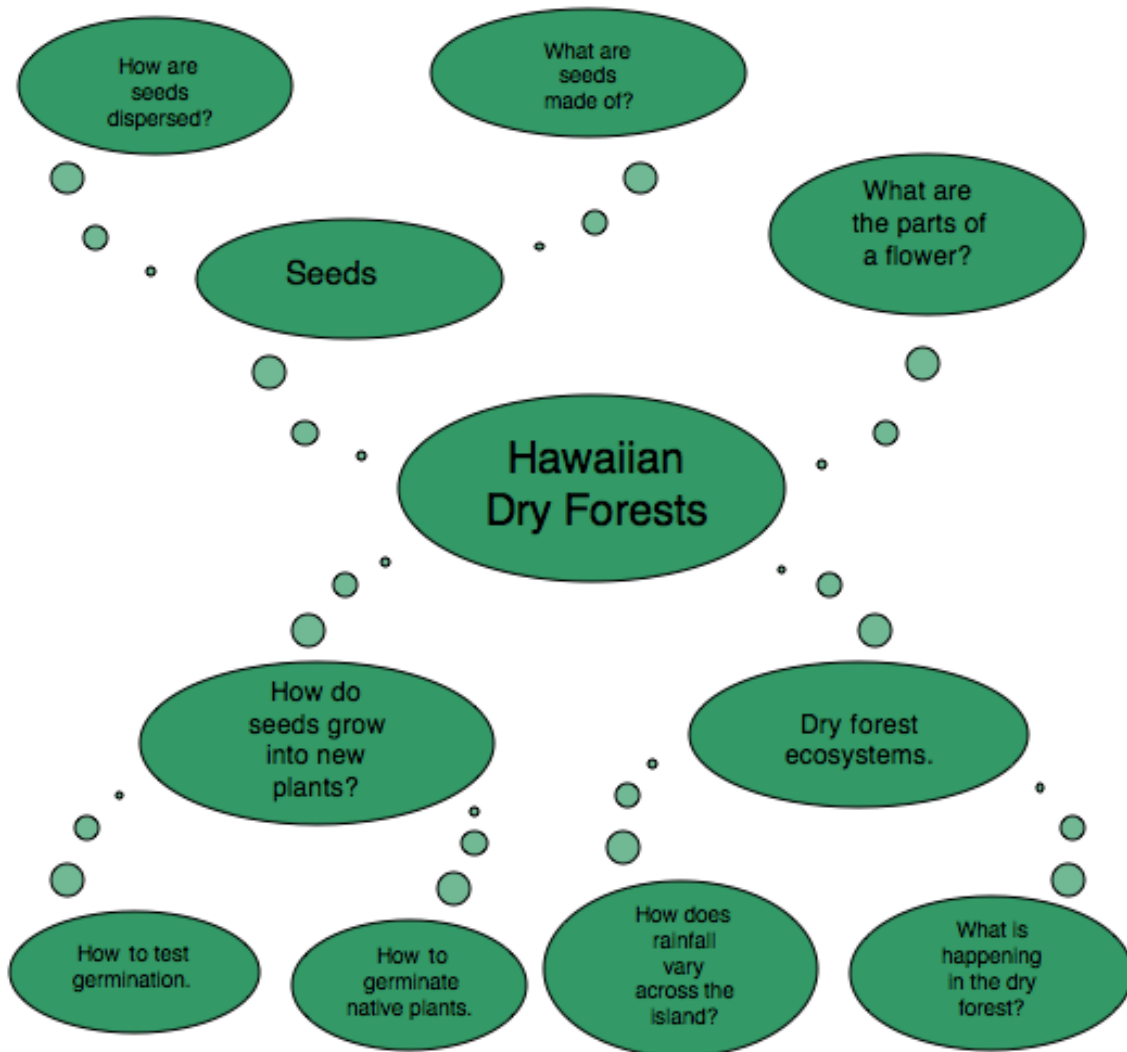 How are
seeds
dispersed?
What are
seeds
made of?
What are
the parts of
a flower?
Seeds
Hawaiian
Dry Forests
How do
seeds grow
into new
plants?
Dry forest
ecosystems.
How to test
germination.
How to
germinate
native plants.
How does
rainfall
vary
across the
island?
What is
happening
in the dry
forest?